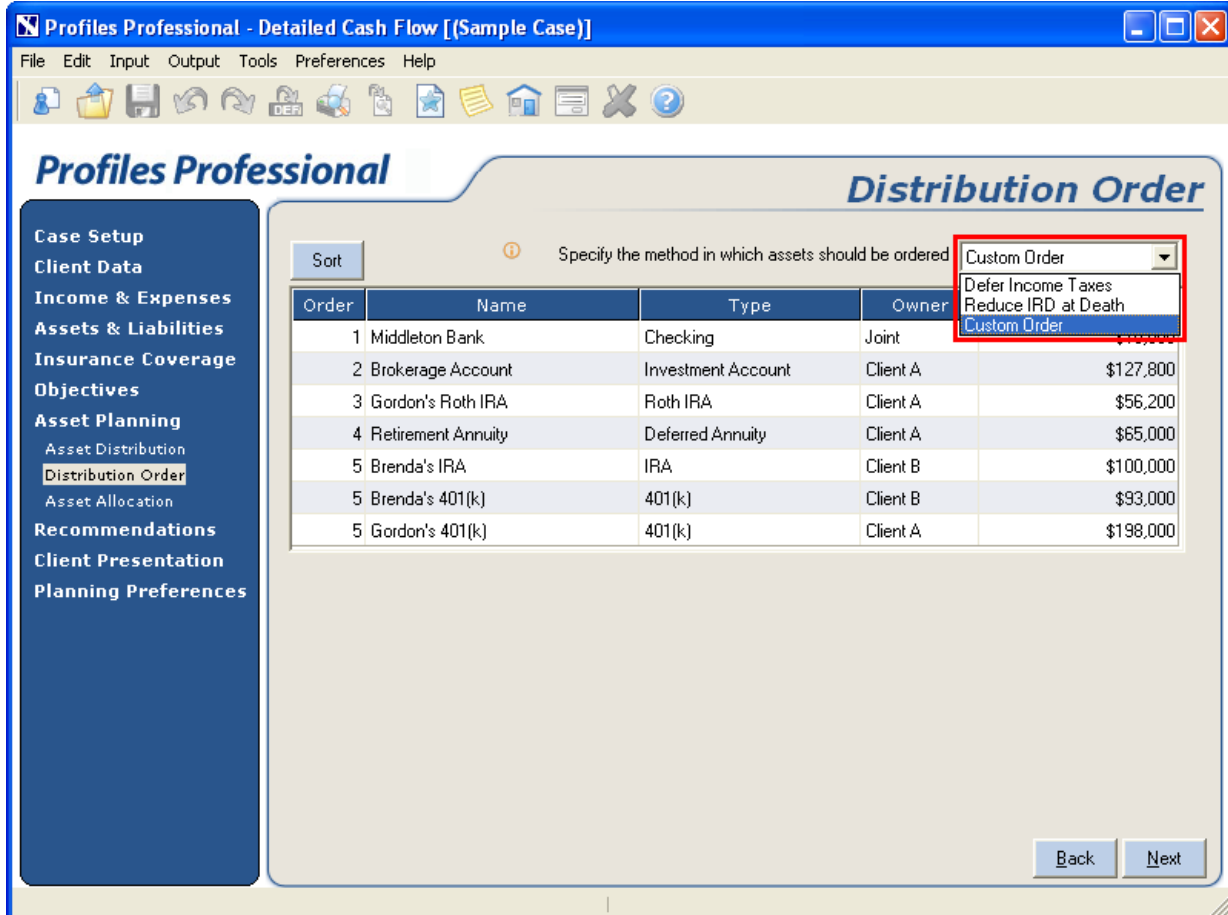 Profiles Professional - Detailed Cash Flow [(Sample Case)]
File Edit Input Output Tools Preferences Help
DEF
Profiles Professional
Distribution Order
Case Setup
Client Data
Income & Expenses
Assets & Liabilities
Insurance Coverage
Objectives
Asset Planning
Asset Distribution
Distribution Order
Asset Allocation
Recommendations
Client Presentation
Planning Preferences
Sort
Specify the method in which assets should be ordered
Custom Order
Defer Income Taxes
Reduce IRD at Death
Custom Order
Order Name Type Owner
1 Middleton Bank Checking Joint
2 Brokerage Account Investment Account Client A $127,800
3 Gordon's Roth IRA Roth IRA Client A $56,200
4 Retirement Annuity Deferred Annuity Client A $65,000
5 Brenda's IRA IRA Client B $100,000
5 Brenda's 401(k) 401(k) Client B $93,000
5 Gordon's 401(k) 401(k) Client A $198,000
Back Next